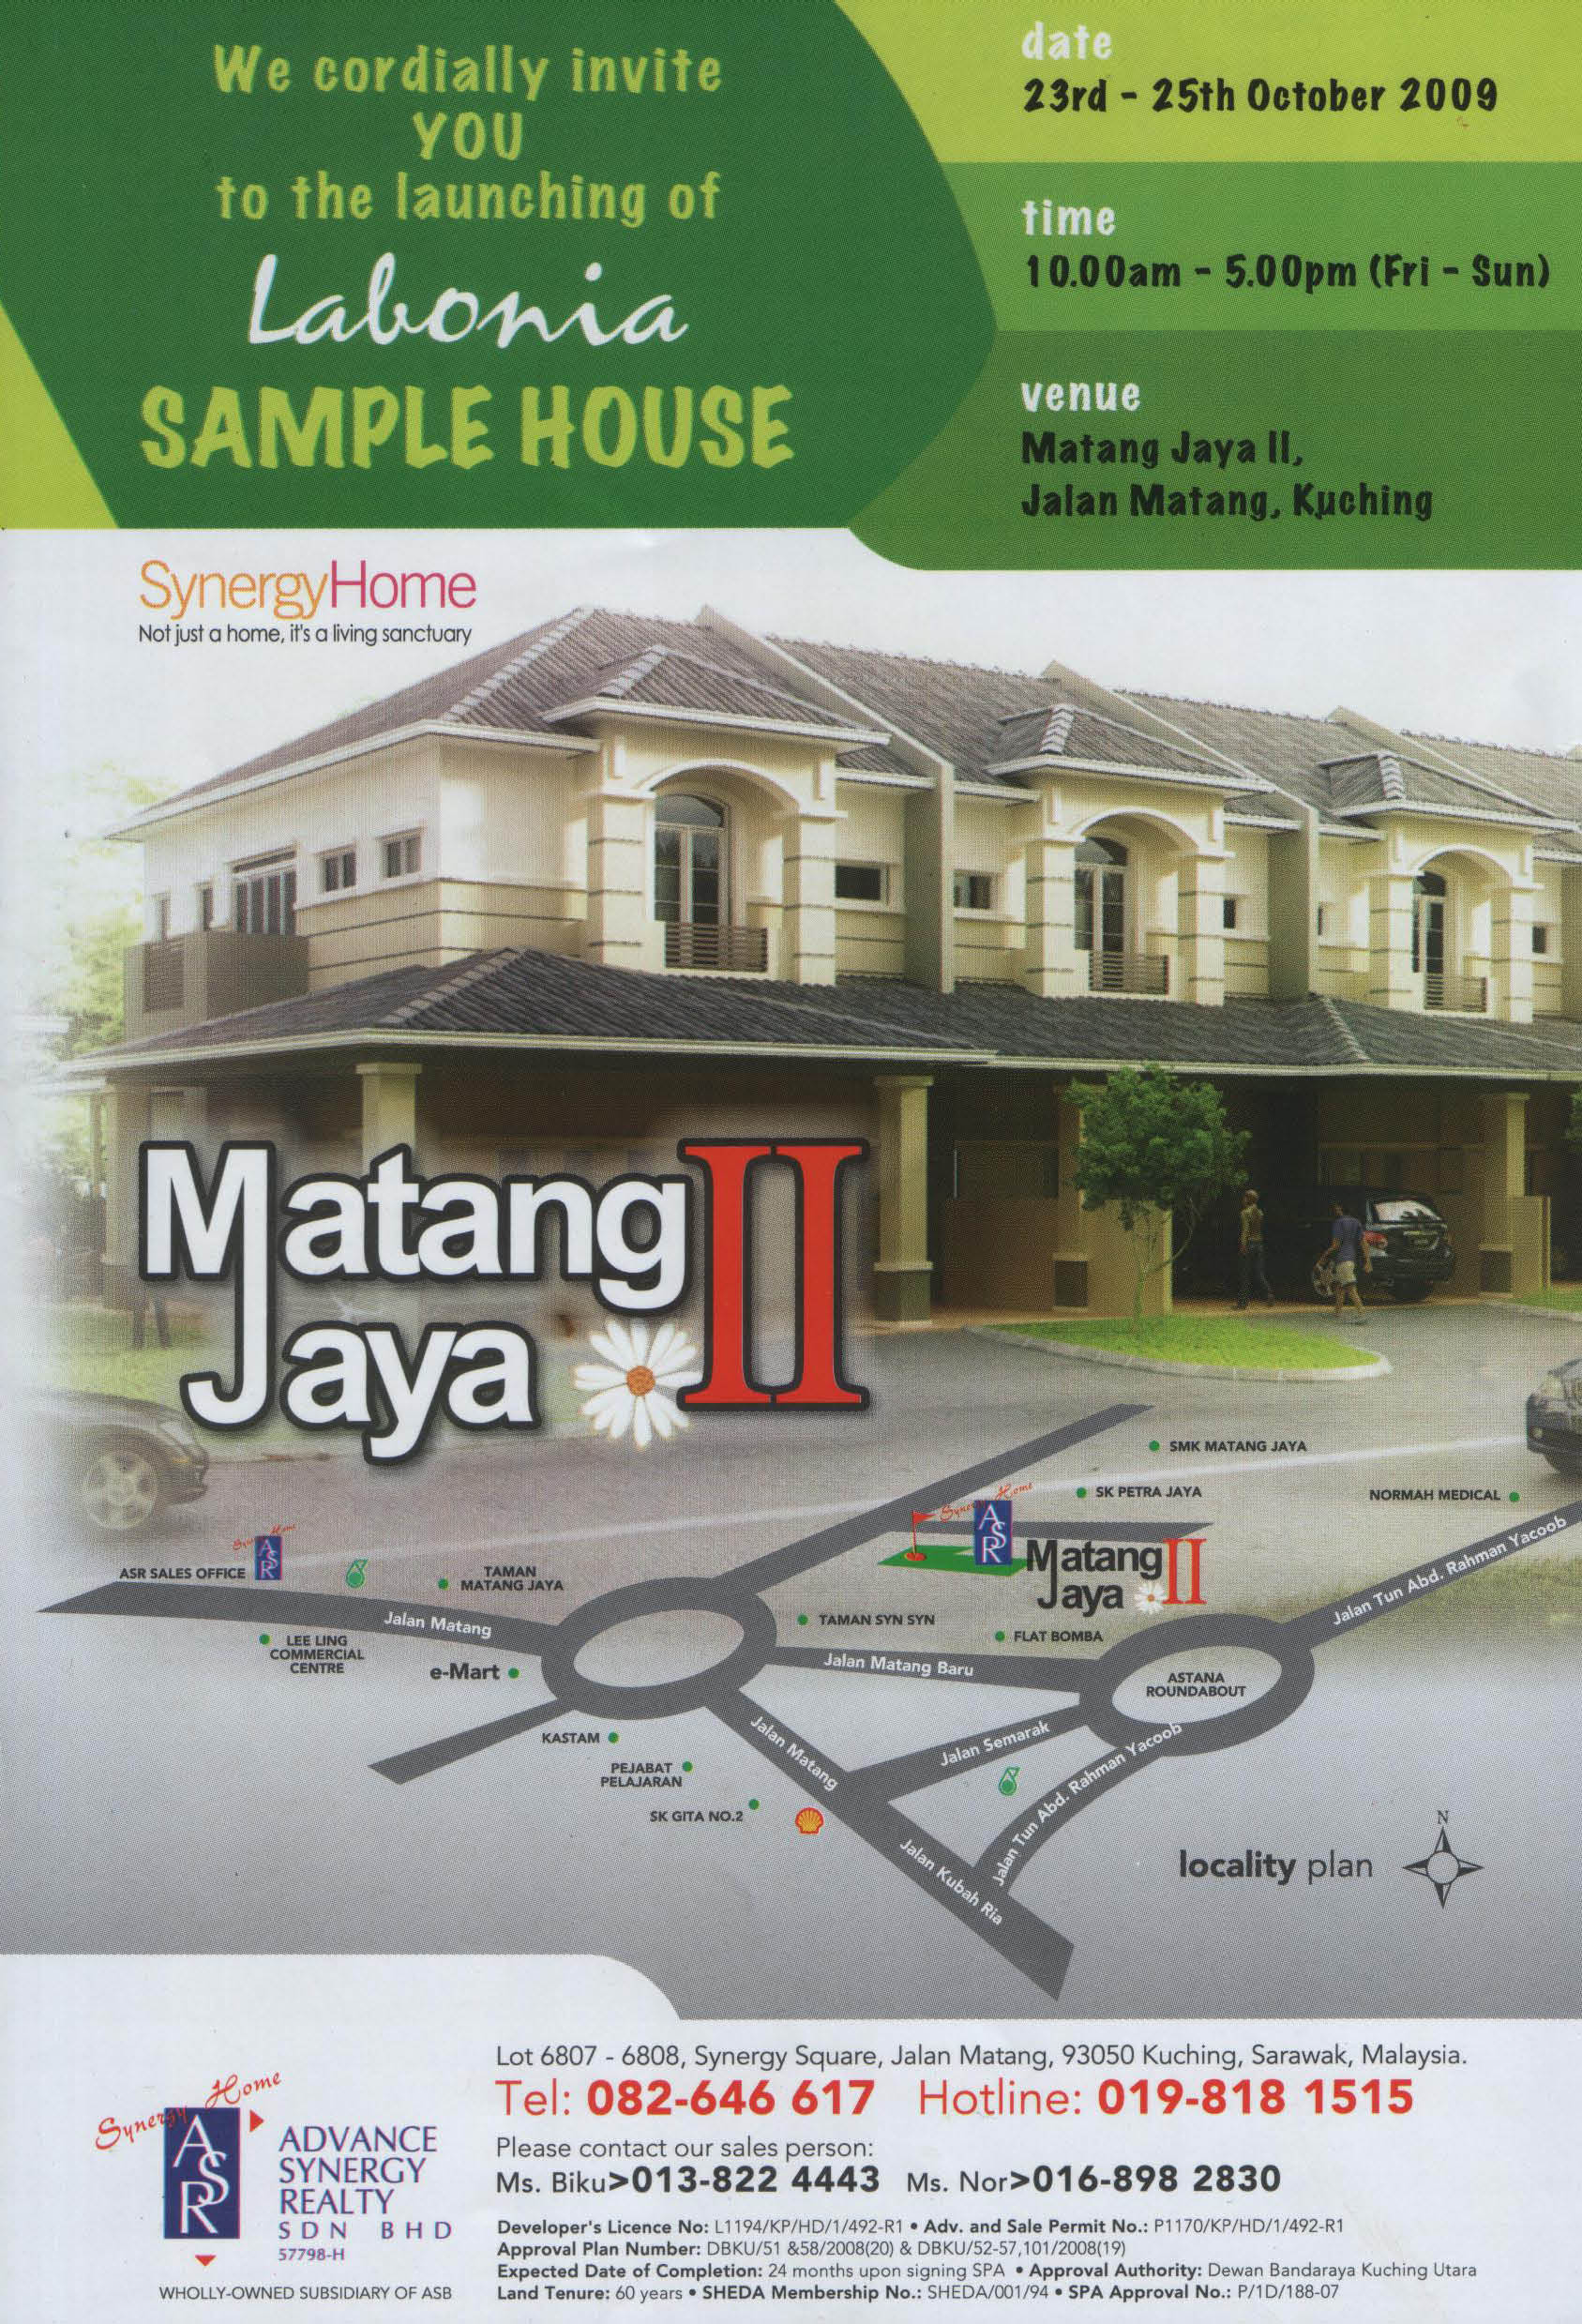 We cordially invite
YOU
to the launching of
Labonia
SAMPLE HOUSE
date
23rd - 25th October 2009
time
10.00am - 5.00pm (Fri - Sun)
venue
Matang Jaya II,
Jalan Matang, Kuching
SynergyHome
Not just a home, it's a living sanctuary
Matang II
Jaya
SMK MATANG JAYA
SK PETRA JAYA
NORMAH MEDICAL
Synergy Home
ASR
Matang II
Jaya
Synergy Home
ASR SALES OFFICE
ASR
TAMAN
MATANG JAYA
Jalan Tun Abd. Rahman Yacoob
Jalan Matang
TAMAN SYN SYN
FLAT BOMBA
LEE LING
COMMERCIAL
CENTRE
e-Mart
Jalan Matang Baru
ASTANA
ROUNDABOUT
KASTAM
Jalan Matang
Jalan Semarak
PEJABAT
PELAJARAN
Jalan Tun Abd. Rahman Yacoob
SK GITA NO.2
Jalan Kubah Ria
N
locality plan
Synergy Home
ASR
ADVANCE
SYNERGY
REALTY
SDN BHD
57798-H
WHOLLY-OWNED SUBSIDIARY OF ASB
Lot 6807 - 6808, Synergy Square, Jalan Matang, 93050 Kuching, Sarawak, Malaysia.
Tel: 082-646 617 Hotline: 019-818 1515
Please contact our sales person:
Ms. Biku>013-822 4443 Ms. Nor>016-898 2830
Developer's Licence No: L1194/KP/HD/1/492-R1 • Adv. and Sale Permit No.: P1170/KP/HD/1/492-R1
Approval Plan Number: DBKU/51 &58/2008(20) & DBKU/52-57,101/2008(19)
Expected Date of Completion: 24 months upon signing SPA • Approval Authority: Dewan Bandaraya Kuching Utara
Land Tenure: 60 years • SHEDA Membership No.: SHEDA/001/94 • SPA Approval No.: P/1D/188-07